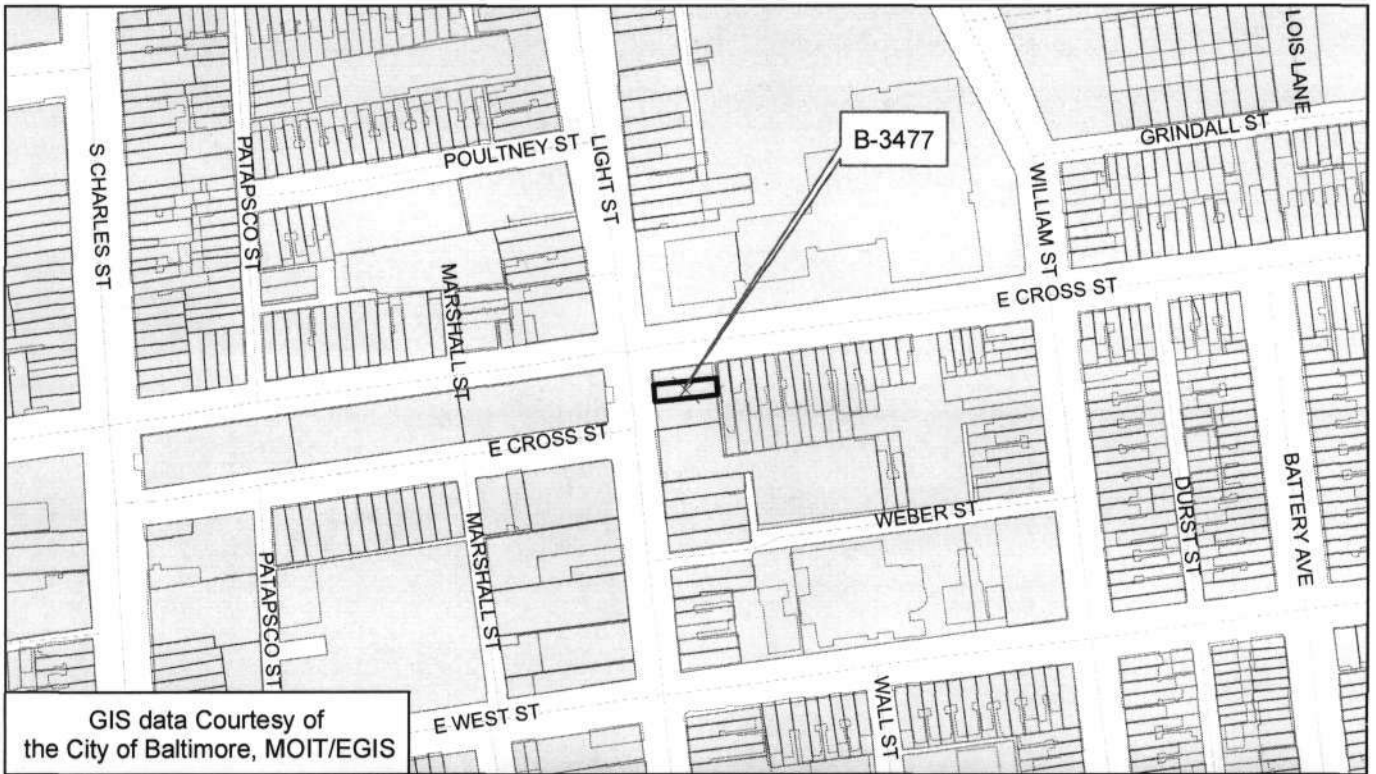 LOIS LANE
GRINDALL ST
B-3477
POULTNEY ST
LIGHT ST
S CHARLES ST
PATAPSCO ST
WILLIAM ST
MARSHALL ST
E CROSS ST
E CROSS ST
WEBER ST
DURST ST
BATTERY AVE
PATAPSCO ST
MARSHALL ST
WALL ST
E WEST ST
GIS data Courtesy of
the City of Baltimore, MOIT/EGIS